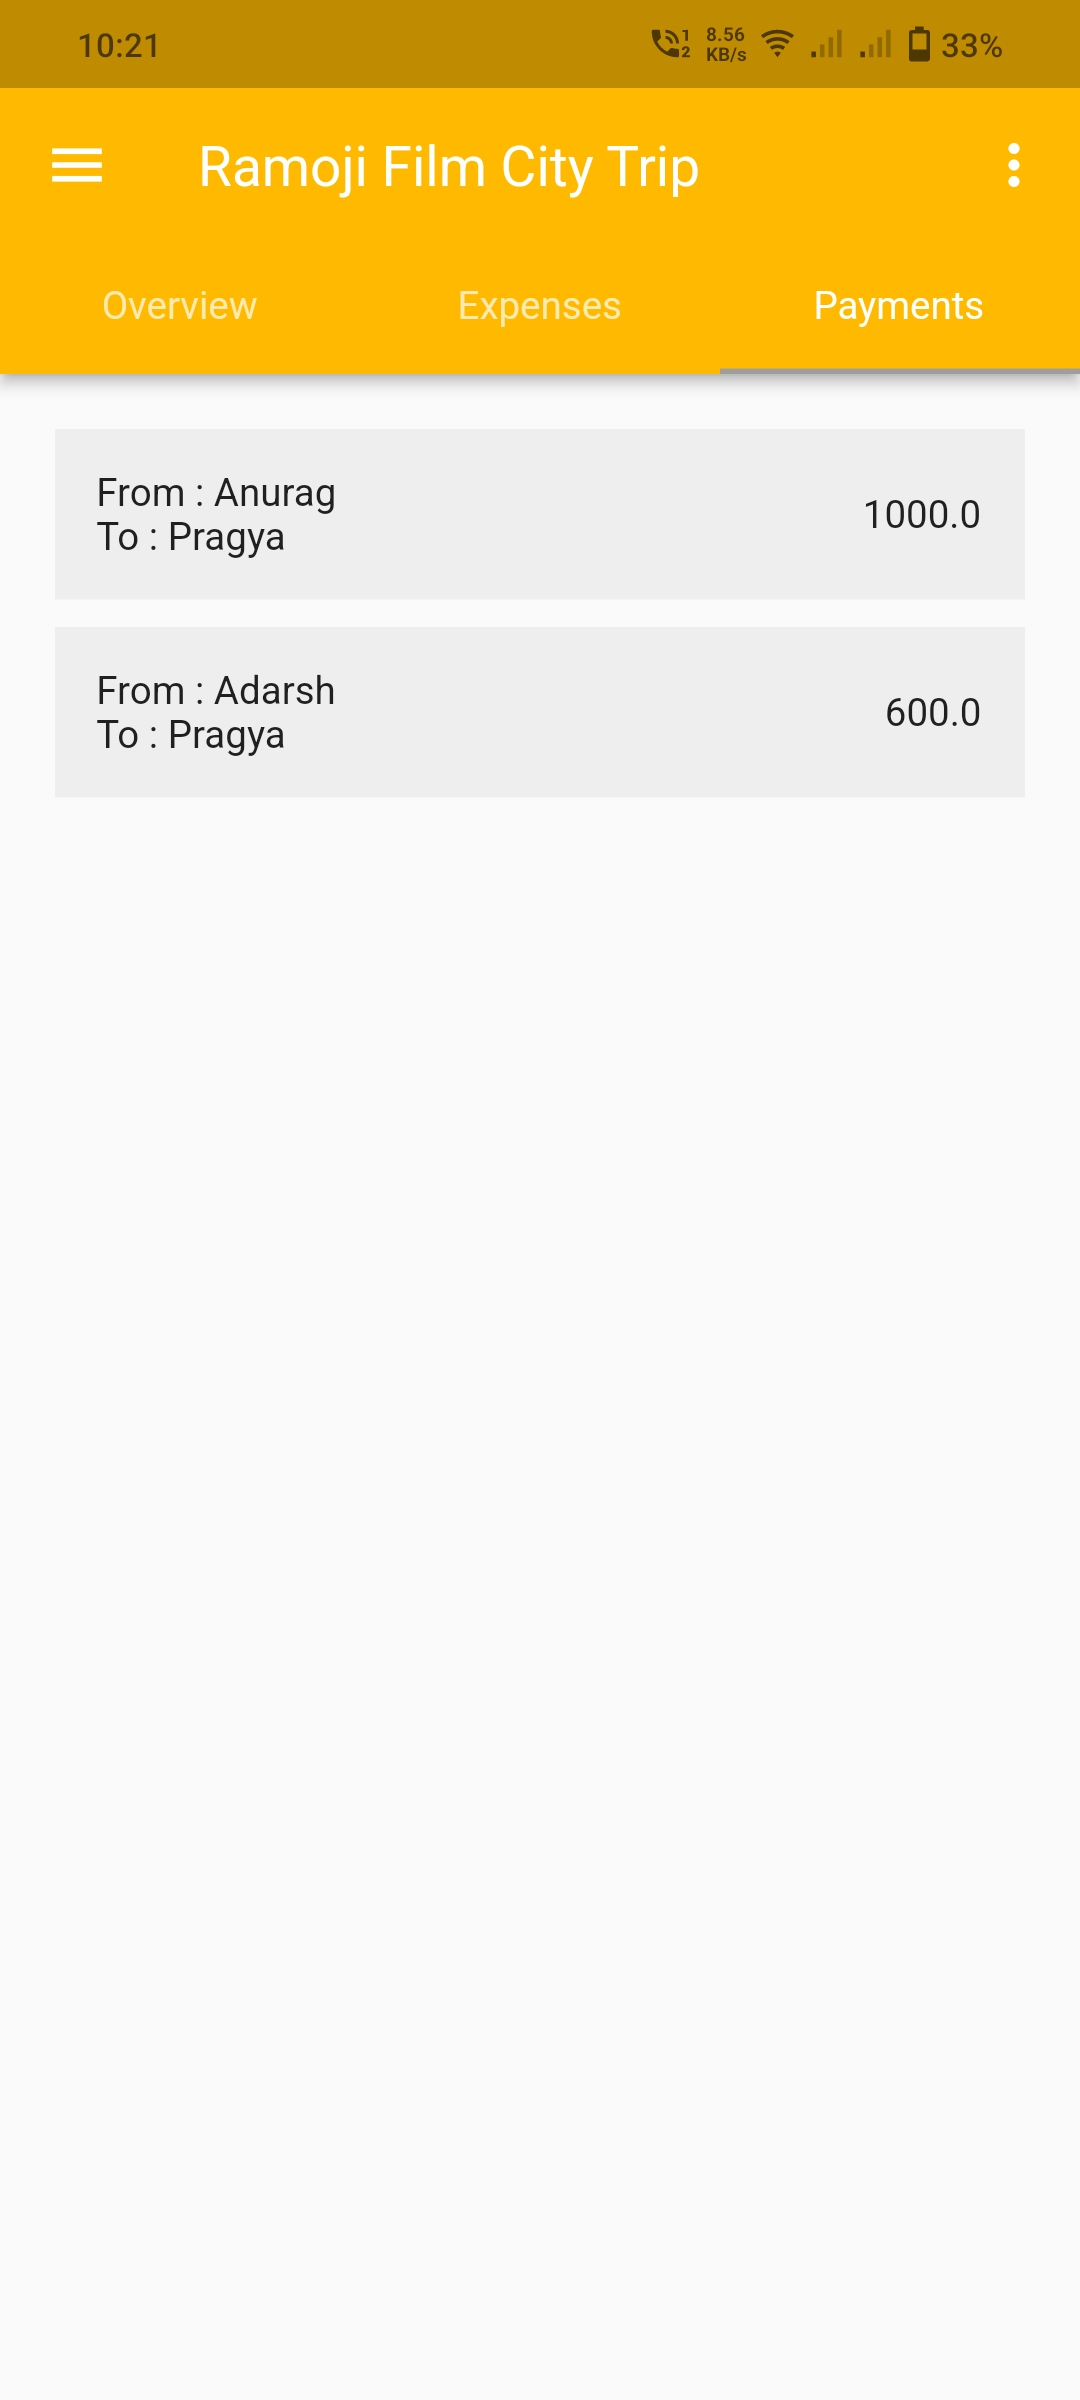 10:21
1
2
8.56
KB/s
33%
Ramoji Film City Trip
Overview
Expenses
Payments
From : Anurag
To : Pragya
1000.0
From : Adarsh
To : Pragya
600.0